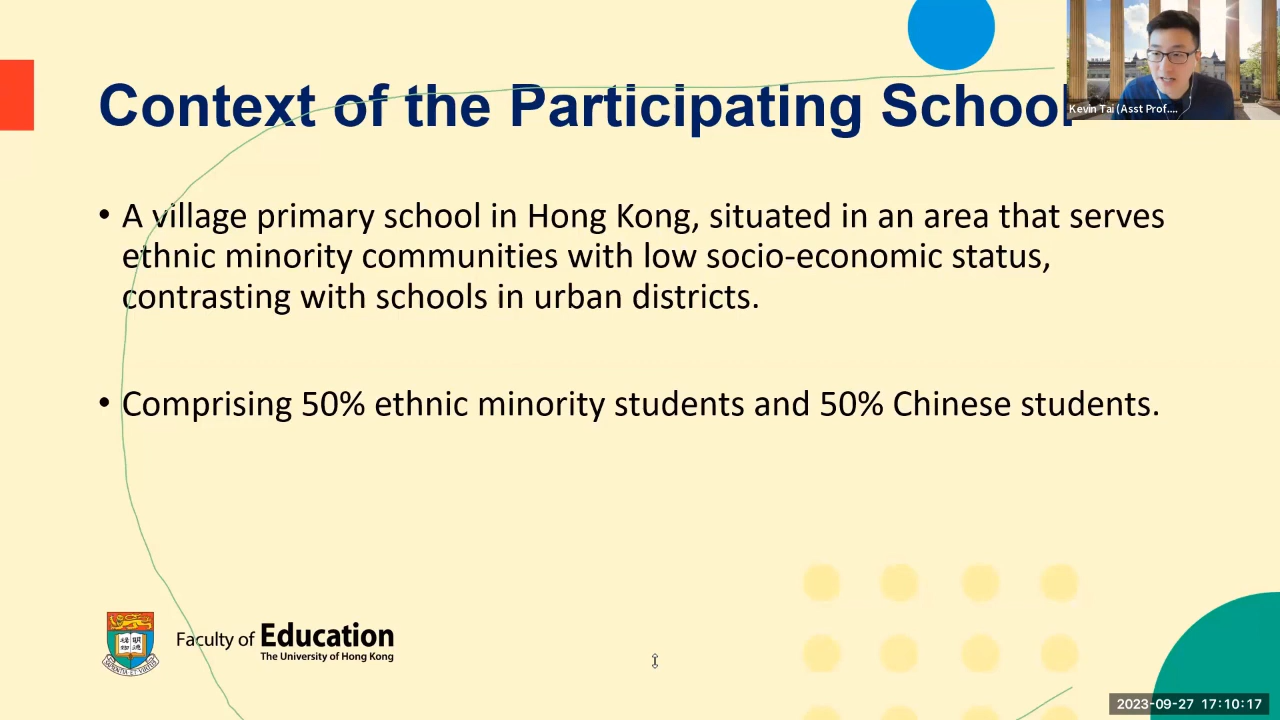 Context of the Participating School
Kevin Tai (Asst Prof....
• A village primary school in Hong Kong, situated in an area that serves
ethnic minority communities with low socio-economic status,
contrasting with schools in urban districts.
• Comprising 50% ethnic minority students and 50% Chinese students.
Faculty of Education
The University of Hong Kong
2023-09-27 17:10:17